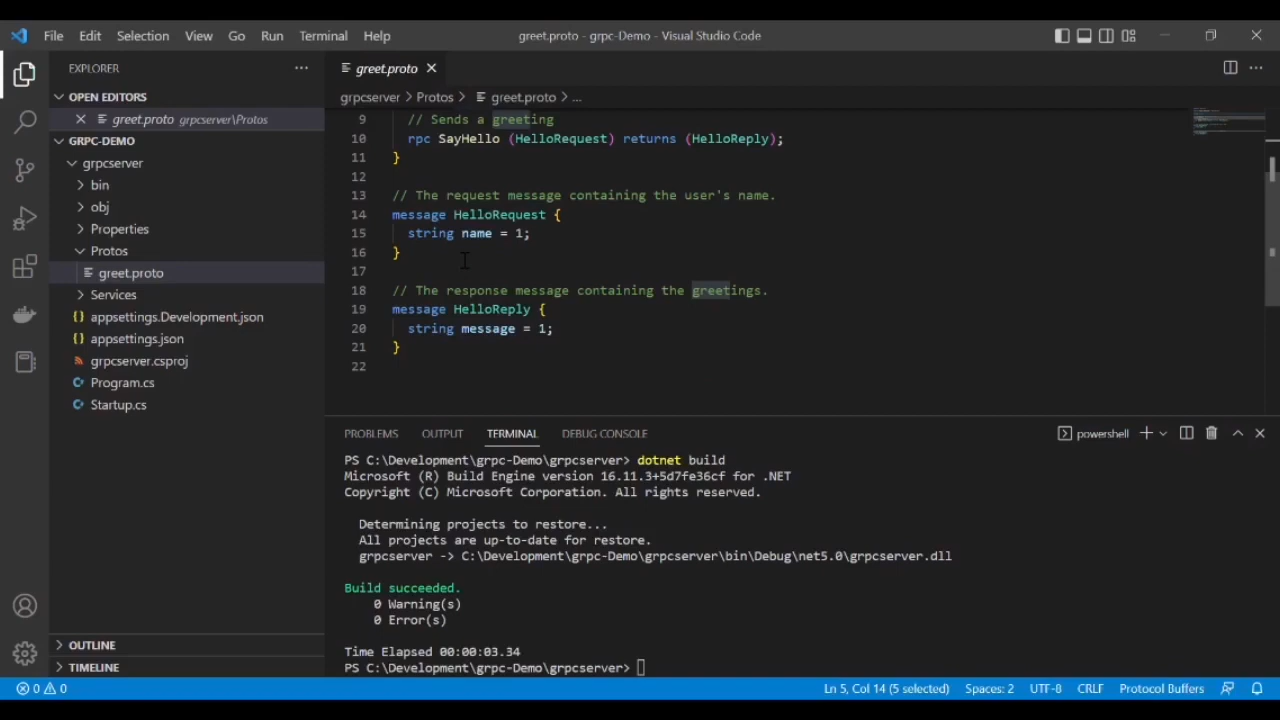 File Edit Selection View Go Run Terminal Help greet.proto - grpc-Demo - Visual Studio Code
EXPLORER
OPEN EDITORS
greet.proto grpcserver\Protos
GRPC-DEMO
grpcserver
bin
obj
Properties
Protos
greet.proto
Services
appsettings.Development.json
appsettings.json
grpcserver.csproj
Program.cs
Startup.cs
OUTLINE
TIMELINE
greet.proto
grpcserver > Protos > greet.proto > ...
9 // Sends a greeting
10 rpc SayHello (HelloRequest) returns (HelloReply);
11 }
12
13 // The request message containing the user's name.
14 message HelloRequest {
15 string name = 1;
16 }
17
18 // The response message containing the greetings.
19 message HelloReply {
20 string message = 1;
21 }
22
PROBLEMS OUTPUT TERMINAL DEBUG CONSOLE powershell
PS C:\Development\grpc-Demo\grpcserver> dotnet build
Microsoft (R) Build Engine version 16.11.3+5d7fe36cf for .NET
Copyright (C) Microsoft Corporation. All rights reserved.
Determining projects to restore...
All projects are up-to-date for restore.
grpcserver -> C:\Development\grpc-Demo\grpcserver\bin\Debug\net5.0\grpcserver.dll
Build succeeded.
0 Warning(s)
0 Error(s)
Time Elapsed 00:00:03.34
PS C:\Development\grpc-Demo\grpcserver>
0 0 Ln 5, Col 14 (5 selected) Spaces: 2 UTF-8 CRLF Protocol Buffers